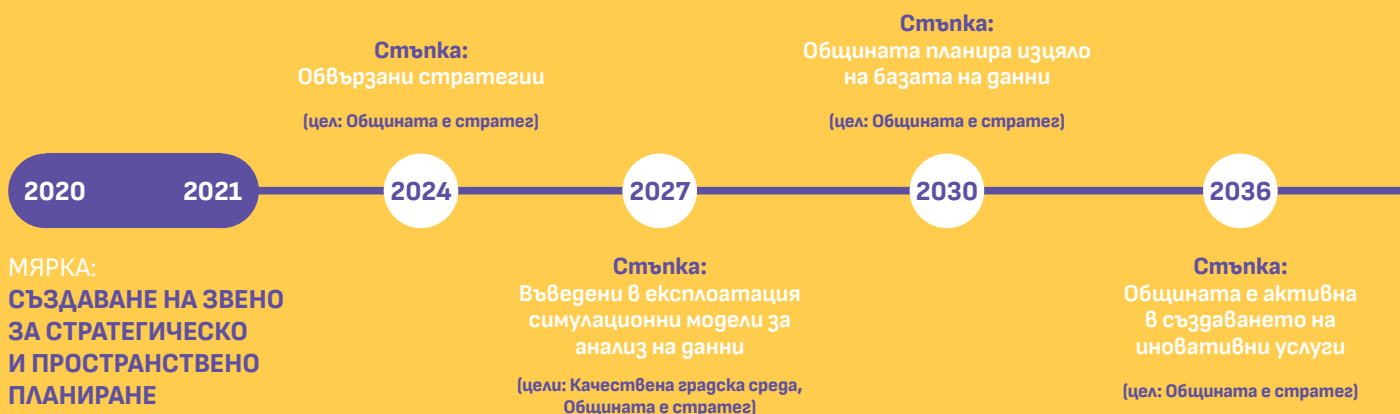 Стъпка:
Обвързани стратегии
(цел: Общината е стратег)
Стъпка:
Общината планира изцяло
на базата на данни
(цел: Общината е стратег)
2020 2021 2024 2027 2030 2036
МЯРКА:
СЪЗДАВАНЕ НА ЗВЕНО
ЗА СТРАТЕГИЧЕСКО
И ПРОСТРАНСТВЕНО
ПЛАНИРАНЕ
Стъпка:
Въведени в експлоатация
симулационни модели за
анализ на данни
(цели: Качествена градска среда,
Общината е стратег)
Стъпка:
Общината е активна
в създаването на
иновативни услуги
(цел: Общината е стратег)